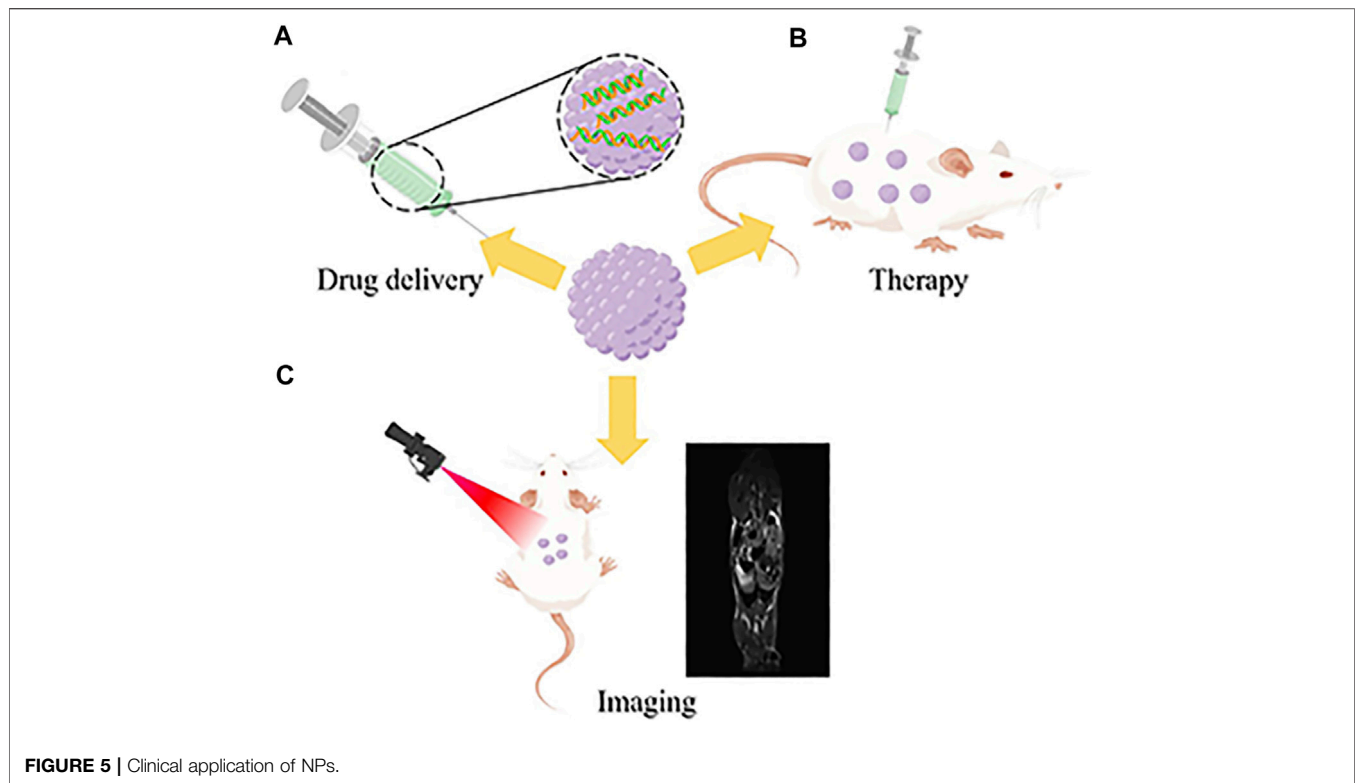 A
B
Drug delivery
Therapy
C
Imaging
FIGURE 5 | Clinical application of NPs.